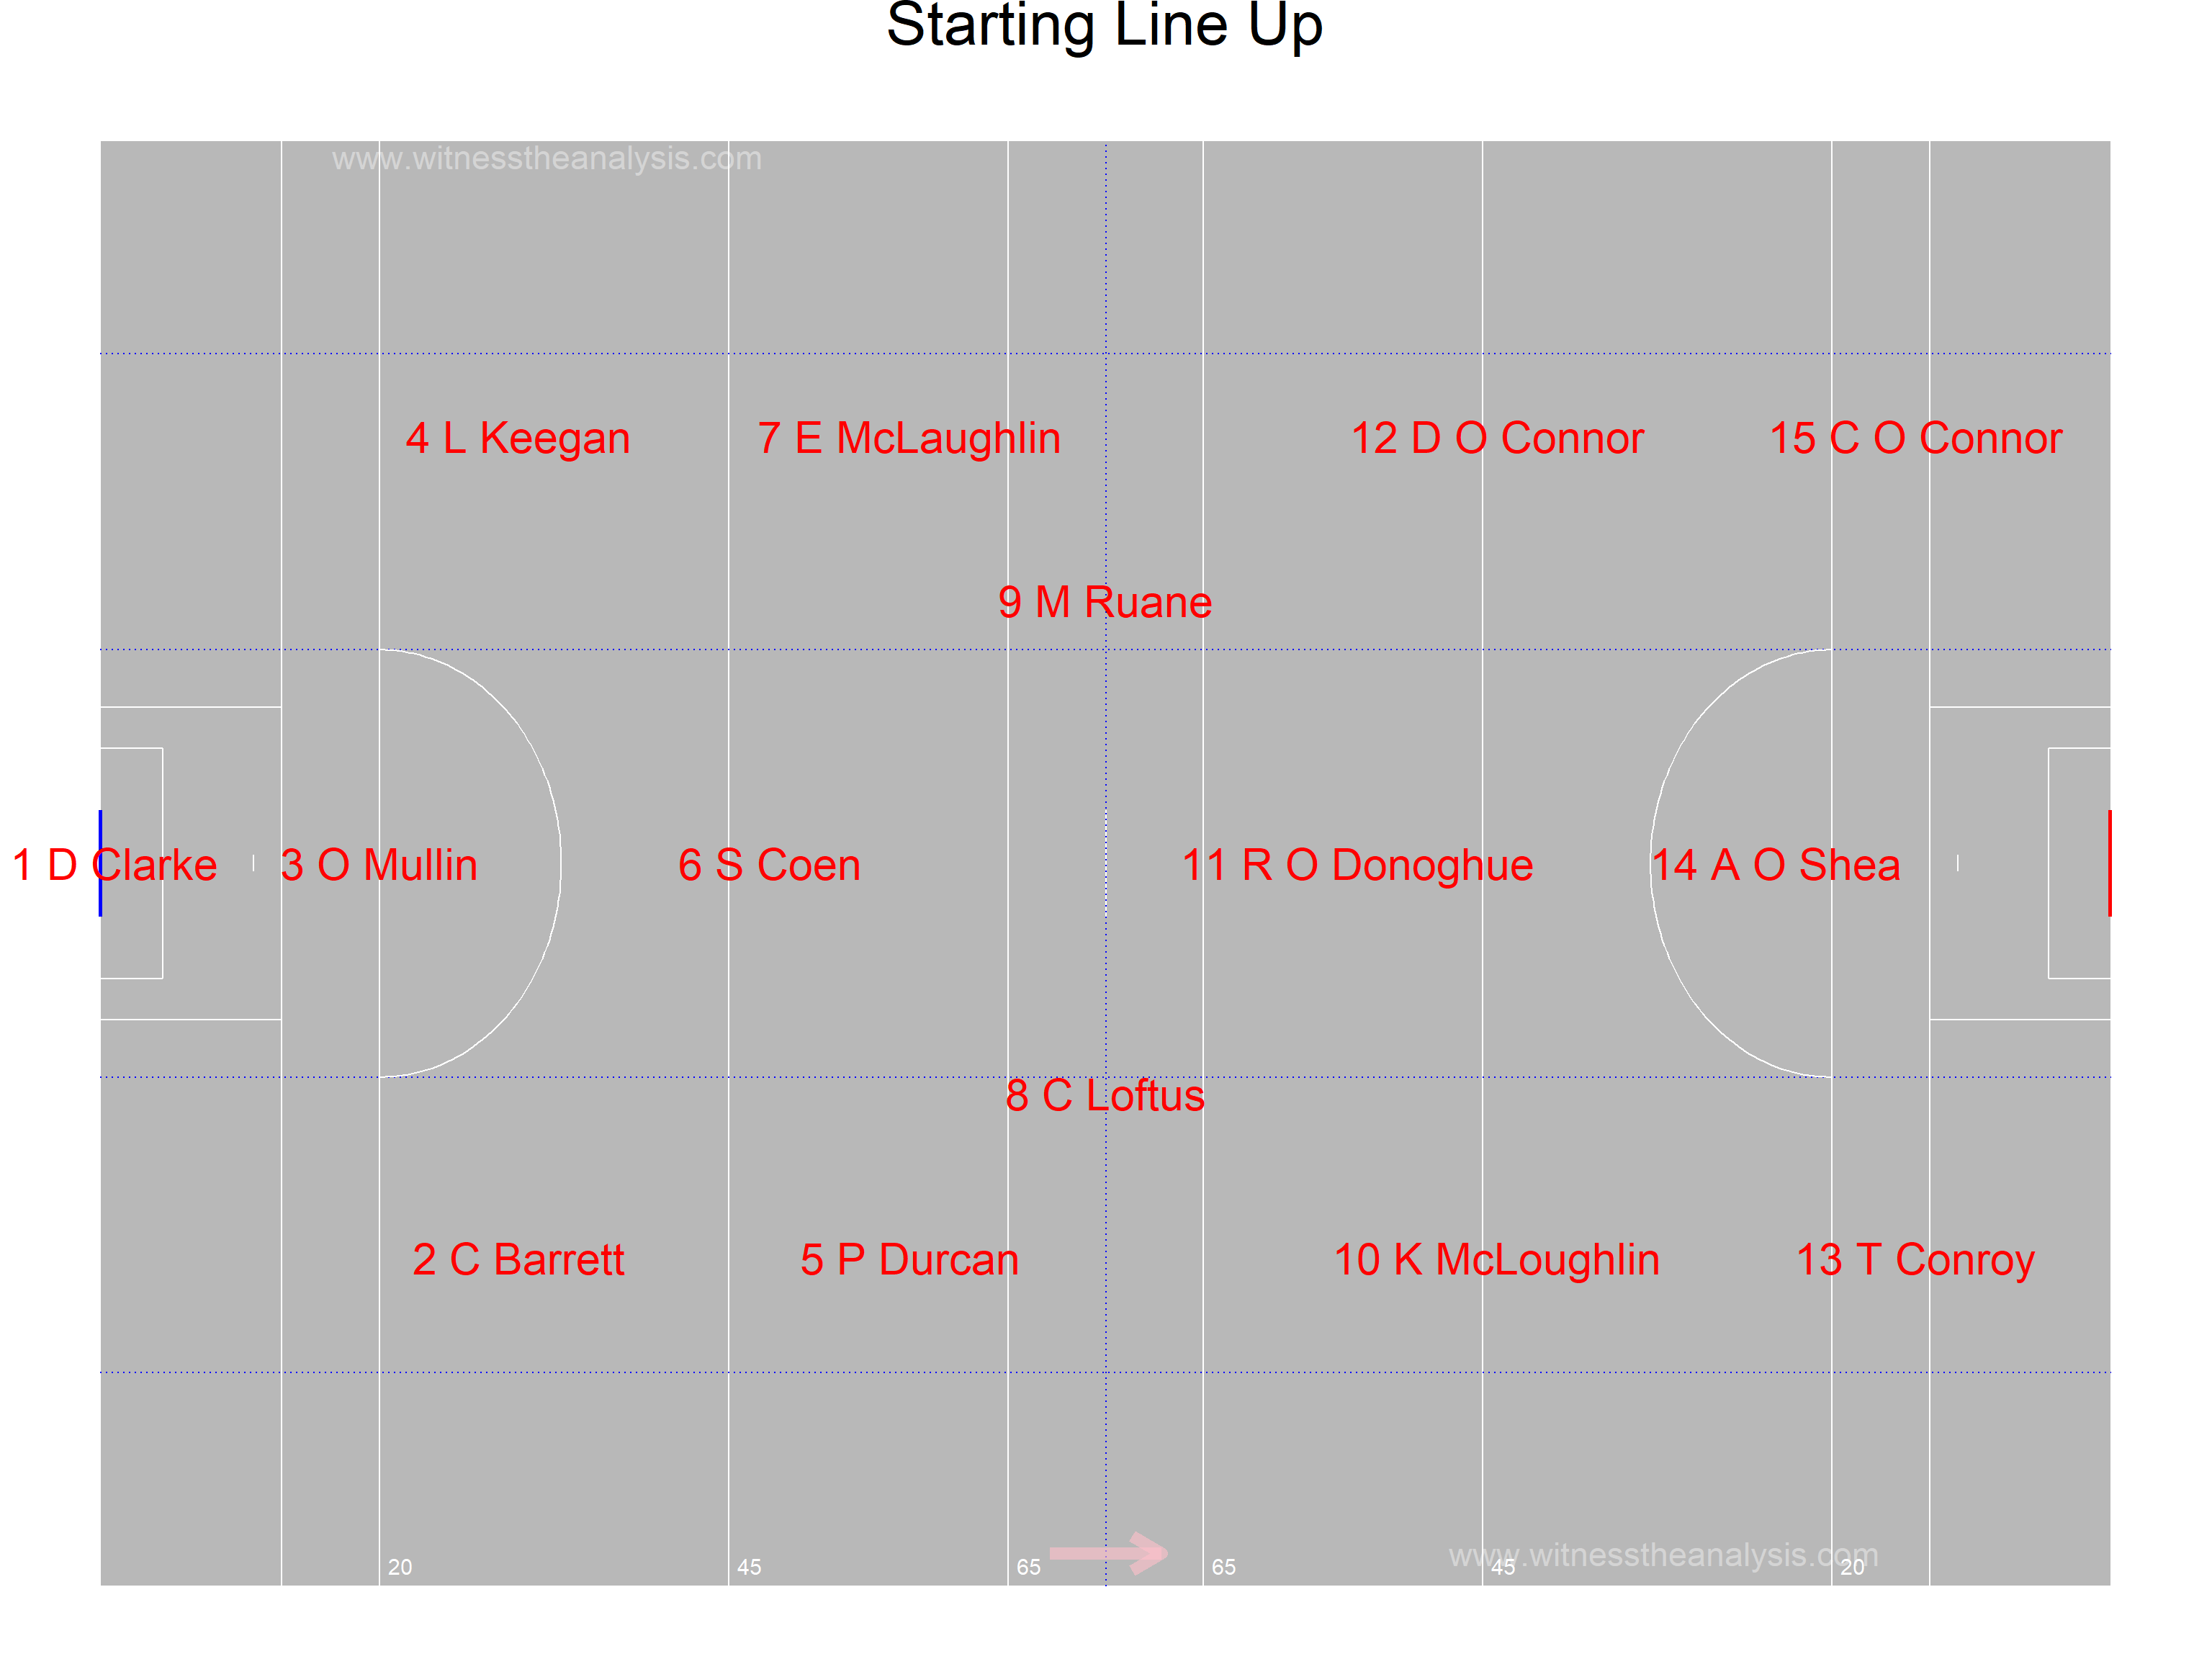 Starting Line Up
www.witnesstheanalysis.com
4 L Keegan
7 E McLaughlin
12 D O Connor
15 C O Connor
9 M Ruane
1 D Clarke
3 O Mullin
6 S Coen
11 R O Donoghue
14 A O Shea
8 C Loftus
2 C Barrett
5 P Durcan
10 K McLoughlin
13 T Conroy
www.witnesstheanalysis.com
20
45
65
65
45
20